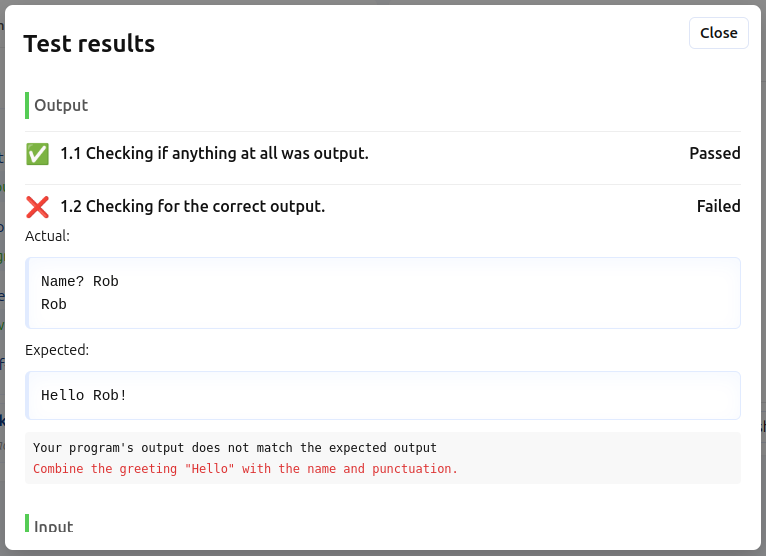 Test results
Close
Output
1.1 Checking if anything at all was output.
Passed
1.2 Checking for the correct output.
Failed
Actual:
Name? Rob
Rob
Expected:
Hello Rob!
Your program's output does not match the expected output
Combine the greeting "Hello" with the name and punctuation.
Input